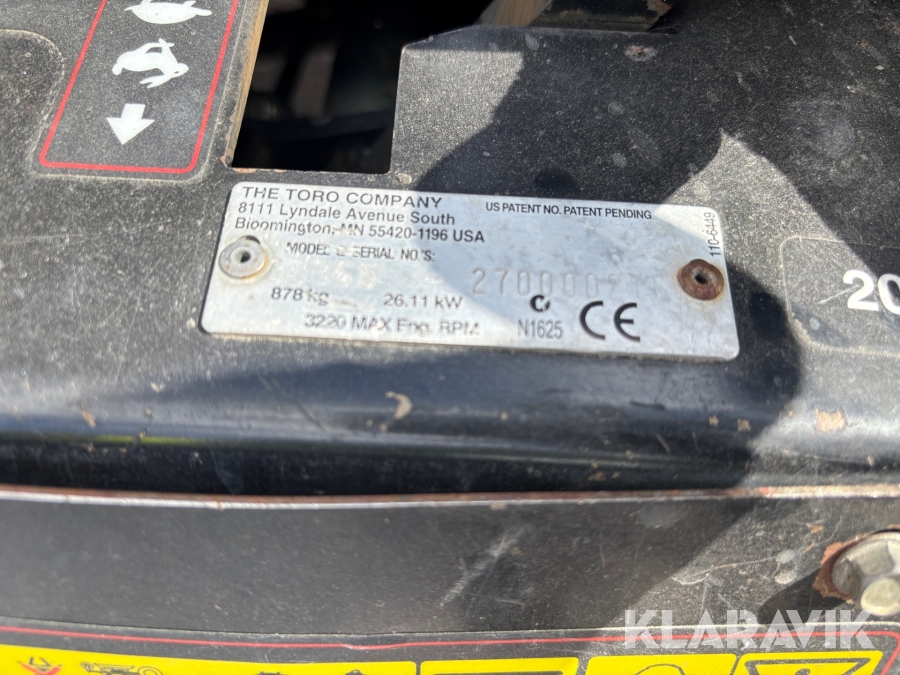 THE TORO COMPANY
8111 Lyndale Avenue South
Bloomington, MN 55420-1196 USA
US PATENT NO. PATENT PENDING
110-6449
MODEL & SERIAL NO.'S:
878 kg 26.11 kW
3220 MAX Eng. RPM
N1625
CE
20
KLARAVIK